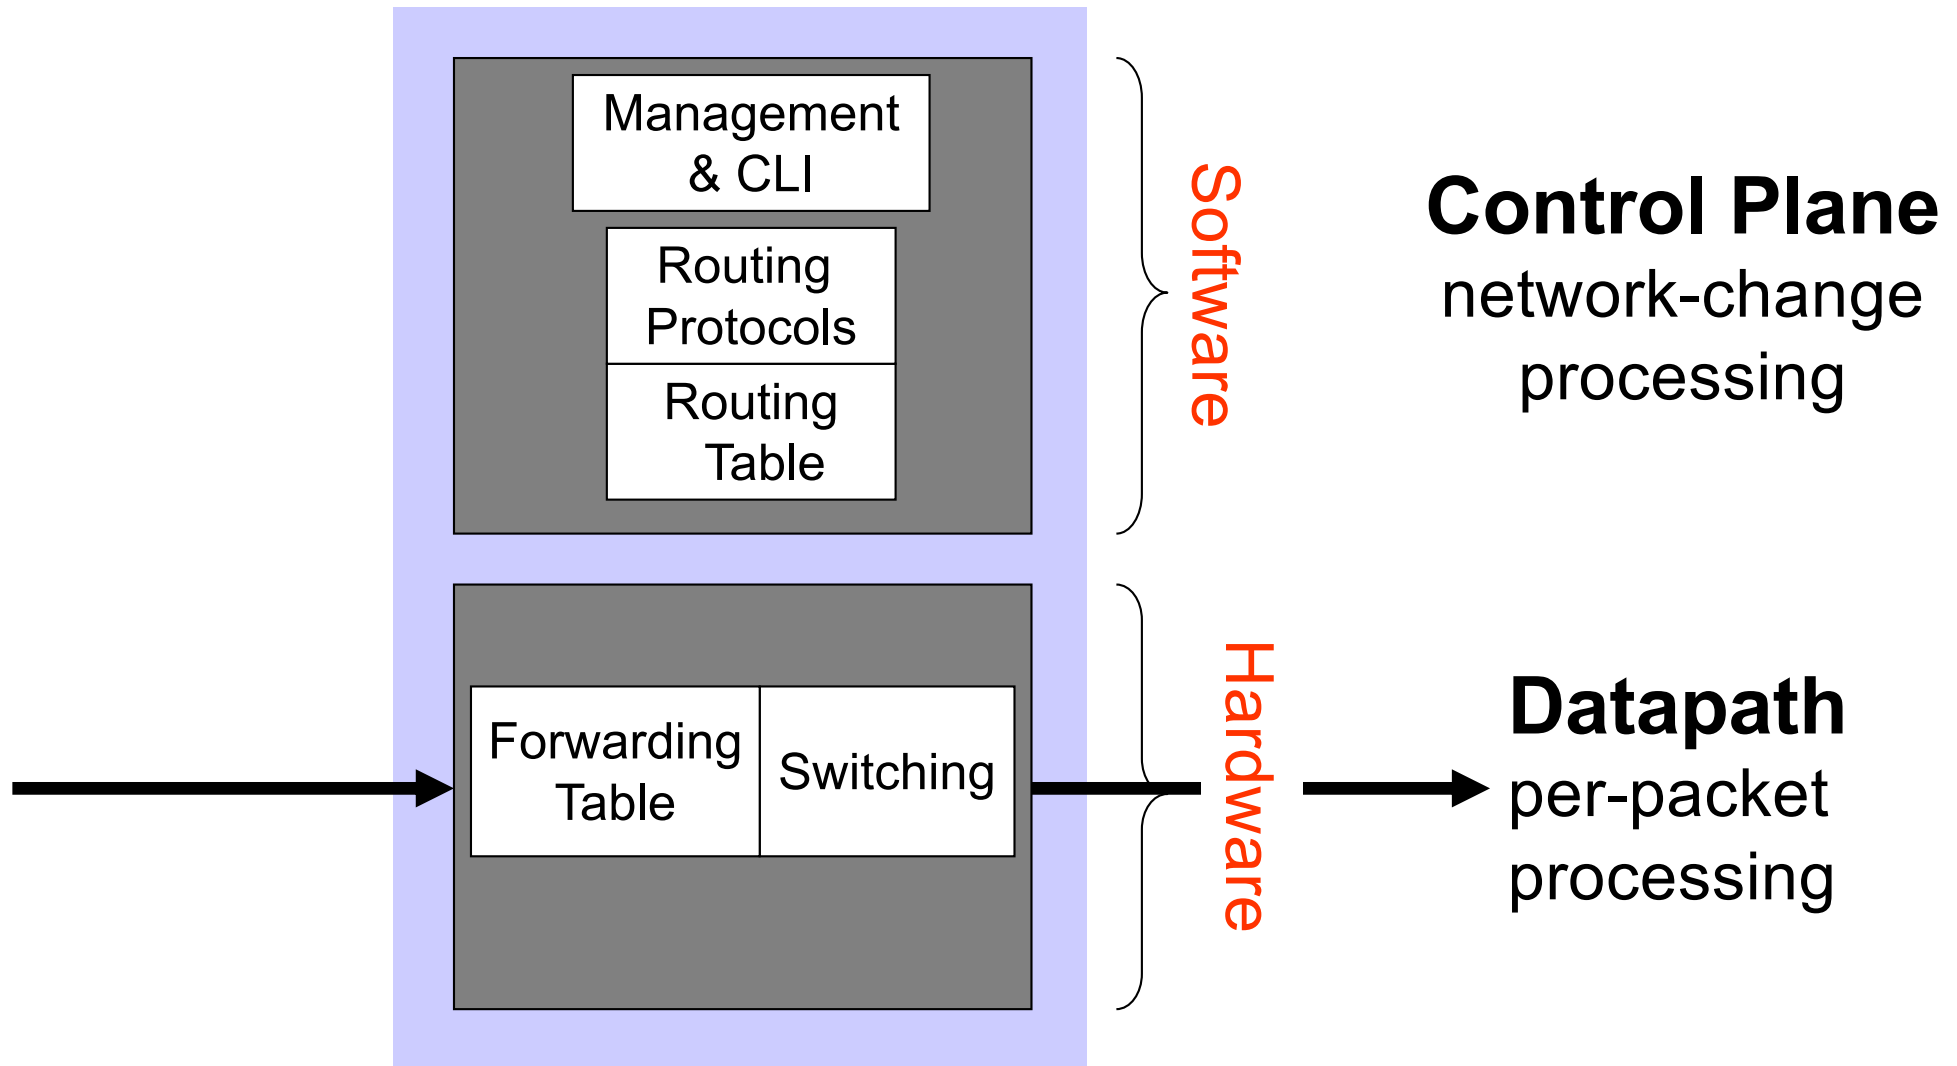 Management
& CLI
Routing
Protocols
Routing
Table
Software
Control Plane
network-change
processing
Forwarding
Table
Switching
Hardware
Datapath
per-packet
processing